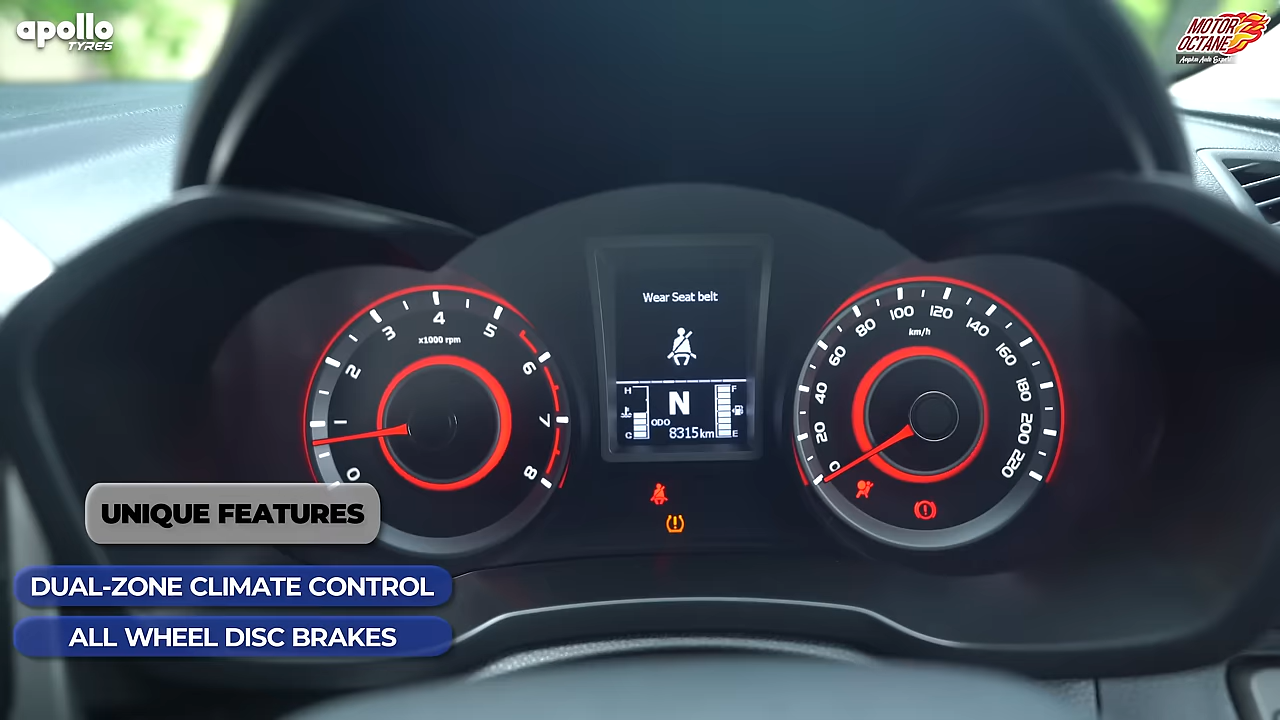 apollo
TYRES
MOTOR
OCTANE
Wear Seat belt
x1000 rpm
0
1
2
3
4
5
6
7
8
H
C
N
ODO
8315km
F
E
km/h
0
20
40
60
80
100
120
140
160
180
200
220
UNIQUE FEATURES
DUAL-ZONE CLIMATE CONTROL
ALL WHEEL DISC BRAKES